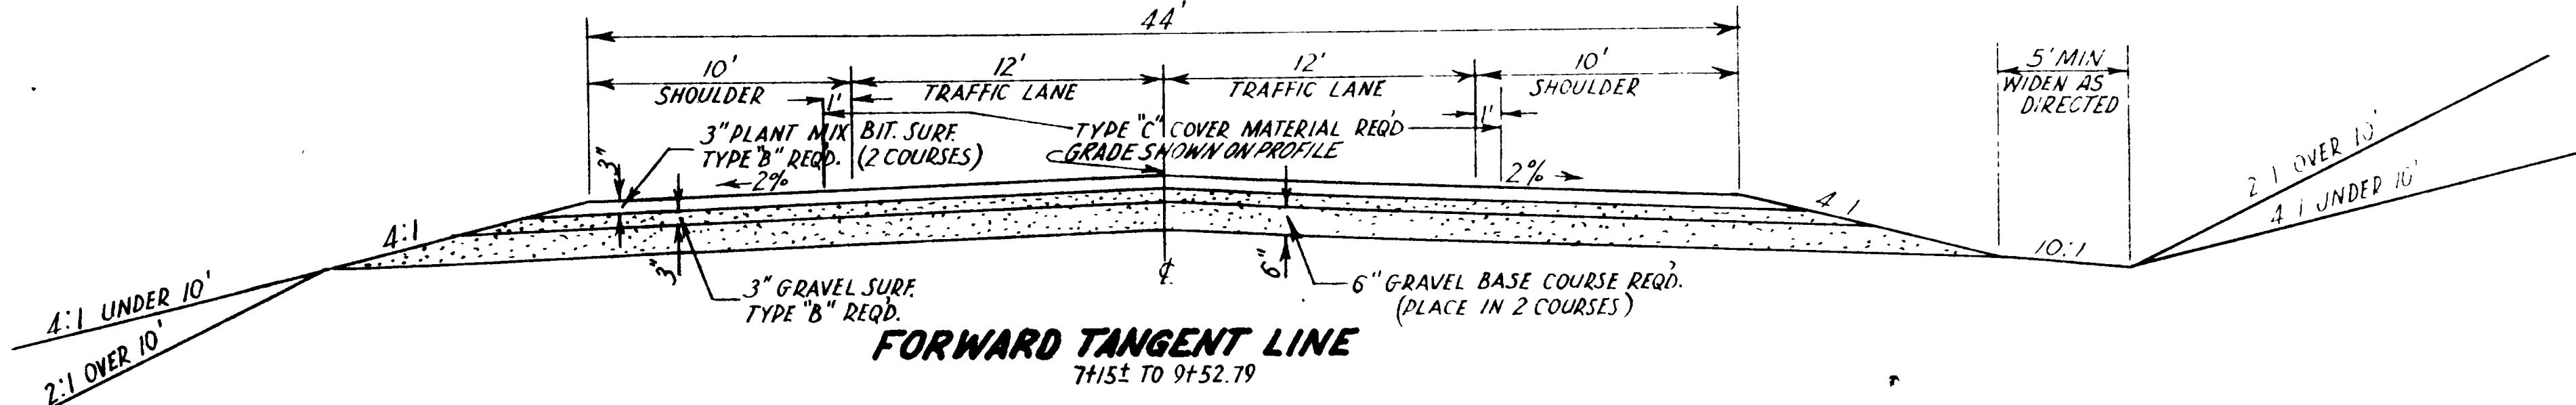 44'
10' 12' 12' 10'
SHOULDER TRAFFIC LANE TRAFFIC LANE SHOULDER
5' MIN
WIDEN AS
DIRECTED
1' 1'
3" PLANT MIX BIT. SURF.
TYPE "B" REQ'D. (2 COURSES)
TYPE "C" COVER MATERIAL REQ'D
GRADE SHOWN ON PROFILE
3"
2% 2%
2:1 OVER 10'
4:1 UNDER 10'
4:1
4:1
10:1
3"
3" GRAVEL SURF.
TYPE "B" REQ'D.
℄
6"
6" GRAVEL BASE COURSE REQ'D.
(PLACE IN 2 COURSES)
4:1 UNDER 10'
2:1 OVER 10'
FORWARD TANGENT LINE
7+15± TO 9+52.79